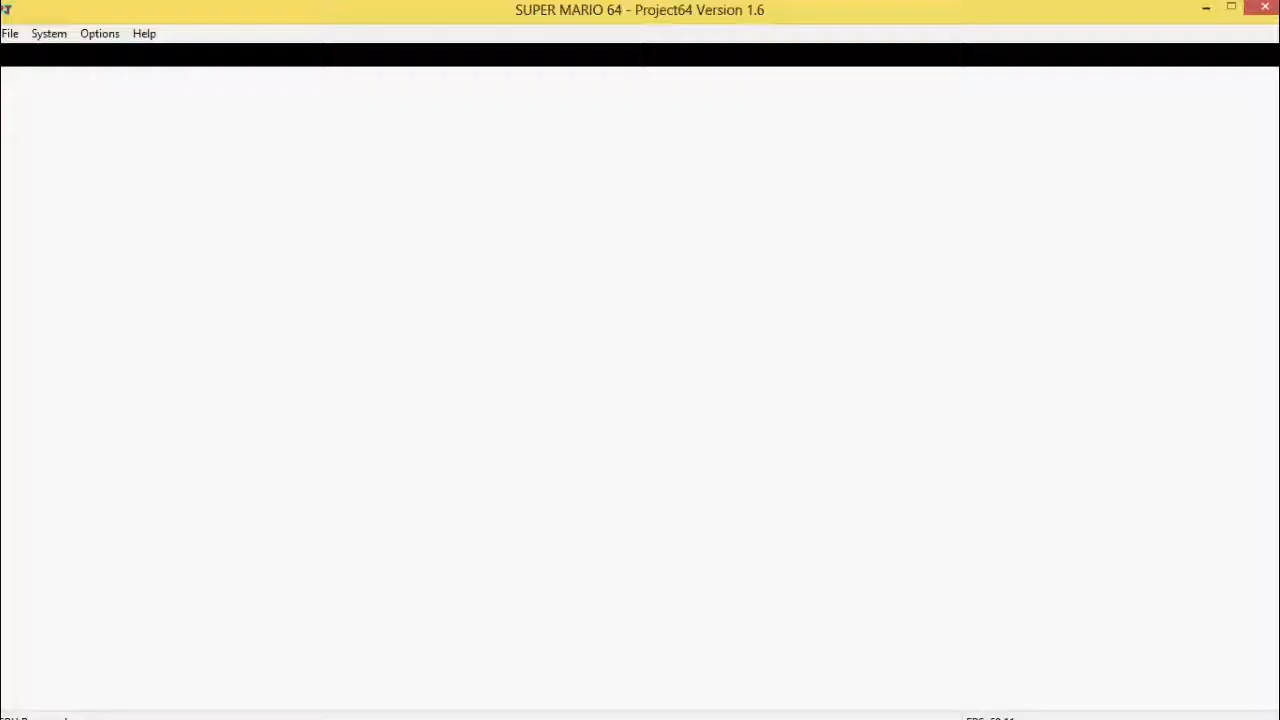 SUPER MARIO 64 - Project64 Version 1.6
File System Options Help